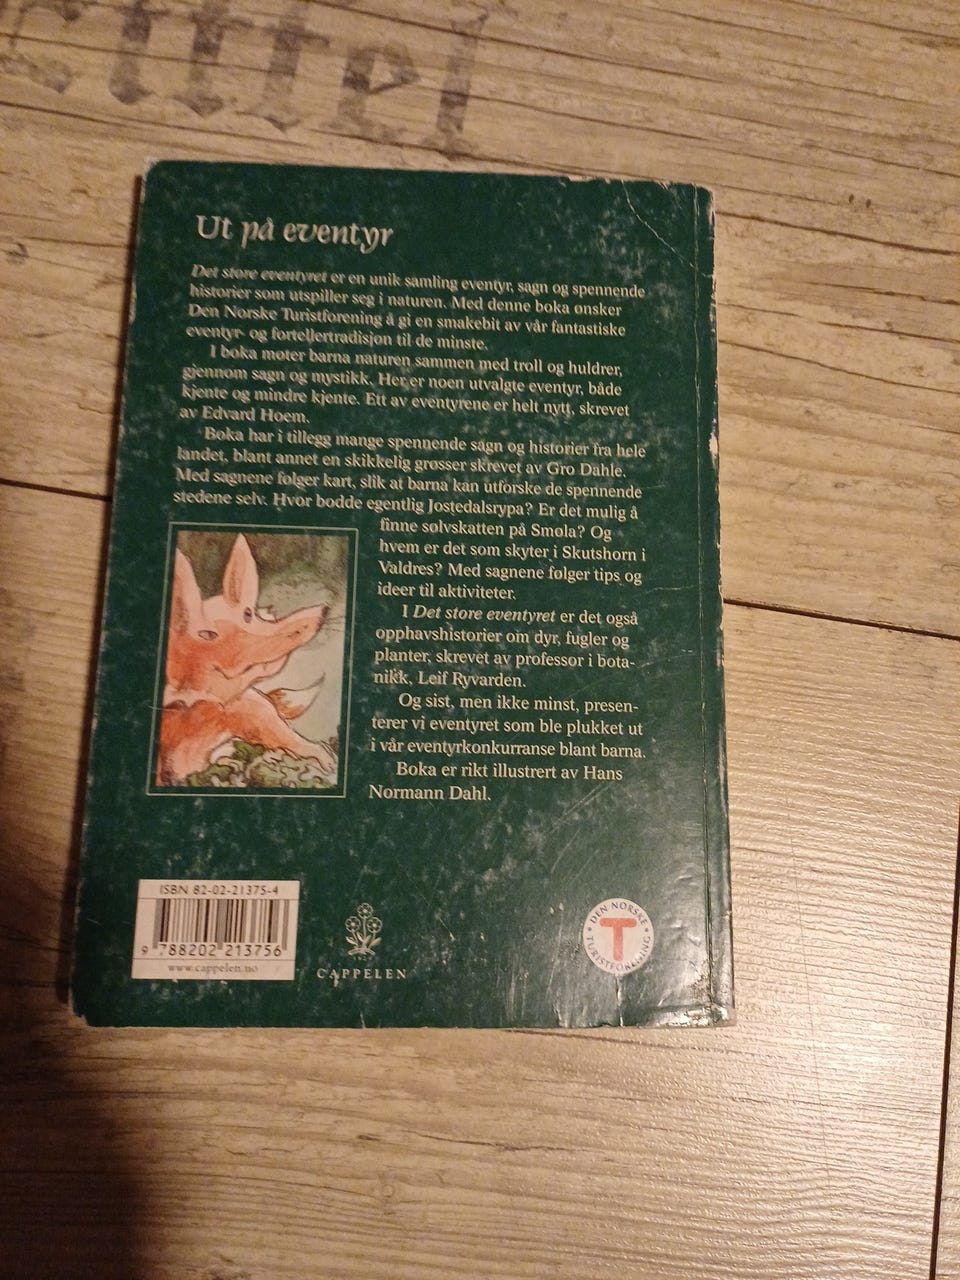 ttel
Ut på eventyr
Det store eventyret er en unik samling eventyr, sagn og spennende
historier som utspiller seg i naturen. Med denne boka ønsker
Den Norske Turistforening å gi en smakebit av vår fantastiske
eventyr- og fortellertradisjon til de minste.
I boka møter barna naturen sammen med troll og huldrer,
gjennom sagn og mystikk. Her er noen utvalgte eventyr, både
kjente og mindre kjente. Ett av eventyrene er helt nytt, skrevet
av Edvard Hoem.
Boka har i tillegg mange spennende sagn og historier fra hele
landet, blant annet en skikkelig grøsser skrevet av Gro Dahle.
Med sagnene følger kart, slik at barna kan utforske de spennende
stedene selv. Hvor bodde egentlig Jostedalsrypa? Er det mulig å
finne sølvskatten på Smøla? Og
hvem er det som skyter i Skutshorn i
Valdres? Med sagnene følger tips og
ideer til aktiviteter.
I Det store eventyret er det også
opphavshistorier om dyr, fugler og
planter, skrevet av professor i bota-
nikk, Leif Ryvarden.
Og sist, men ikke minst, presen-
terer vi eventyret som ble plukket ut
i vår eventyrkonkurranse blant barna.
Boka er rikt illustrert av Hans
Normann Dahl.
ISBN 82-02-21375-4
9 788202 213756
www.cappelen.no
CAPPELEN
DEN NORSKE
T
TURISTFORENING